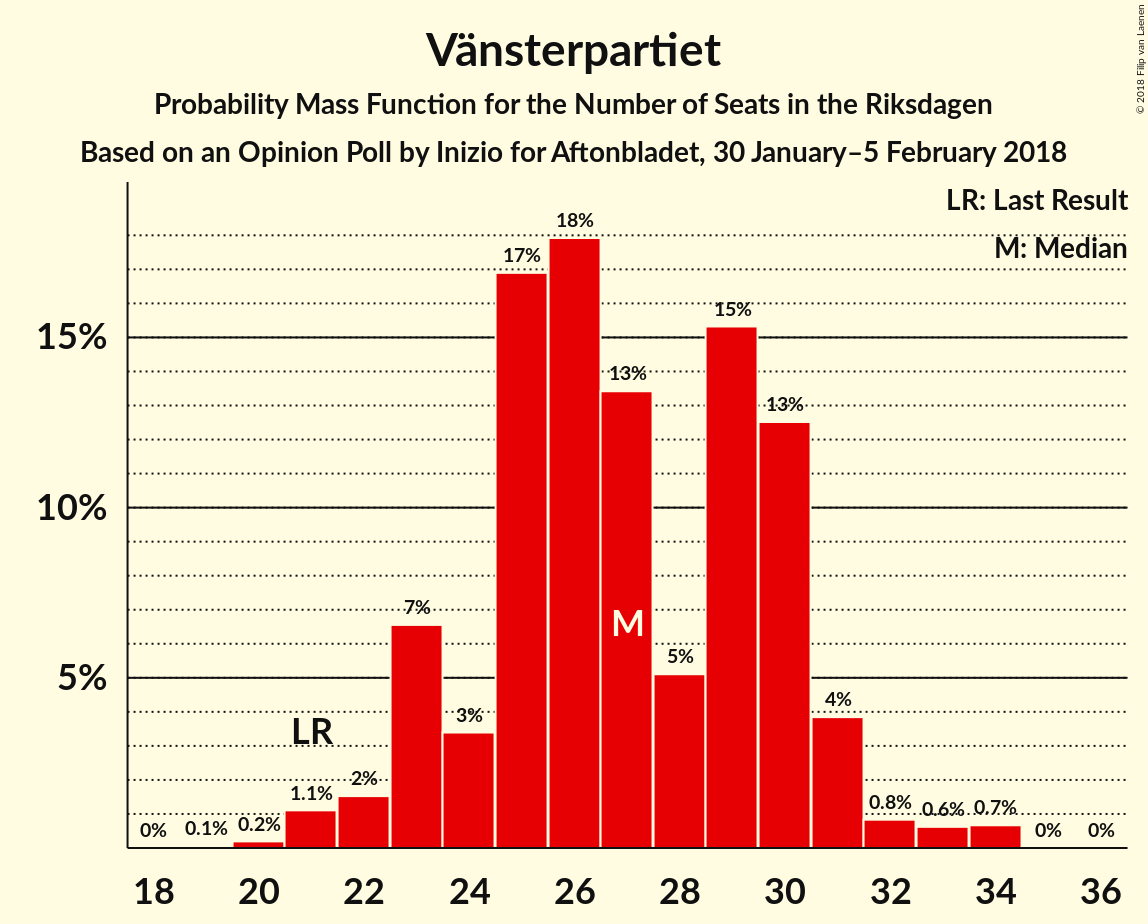 © 2018 Filip van Laenen
Vänsterpartiet
Probability Mass Function for the Number of Seats in the Riksdagen
Based on an Opinion Poll by Inizio for Aftonbladet, 30 January–5 February 2018
LR: Last Result
M: Median
15%
10%
5%
0%
0.1%
0.2%
1.1%
2%
7%
3%
17%
18%
13%
5%
15%
13%
4%
0.8%
0.6%
0.7%
0%
0%
LR
M
18 20 22 24 26 28 30 32 34 36